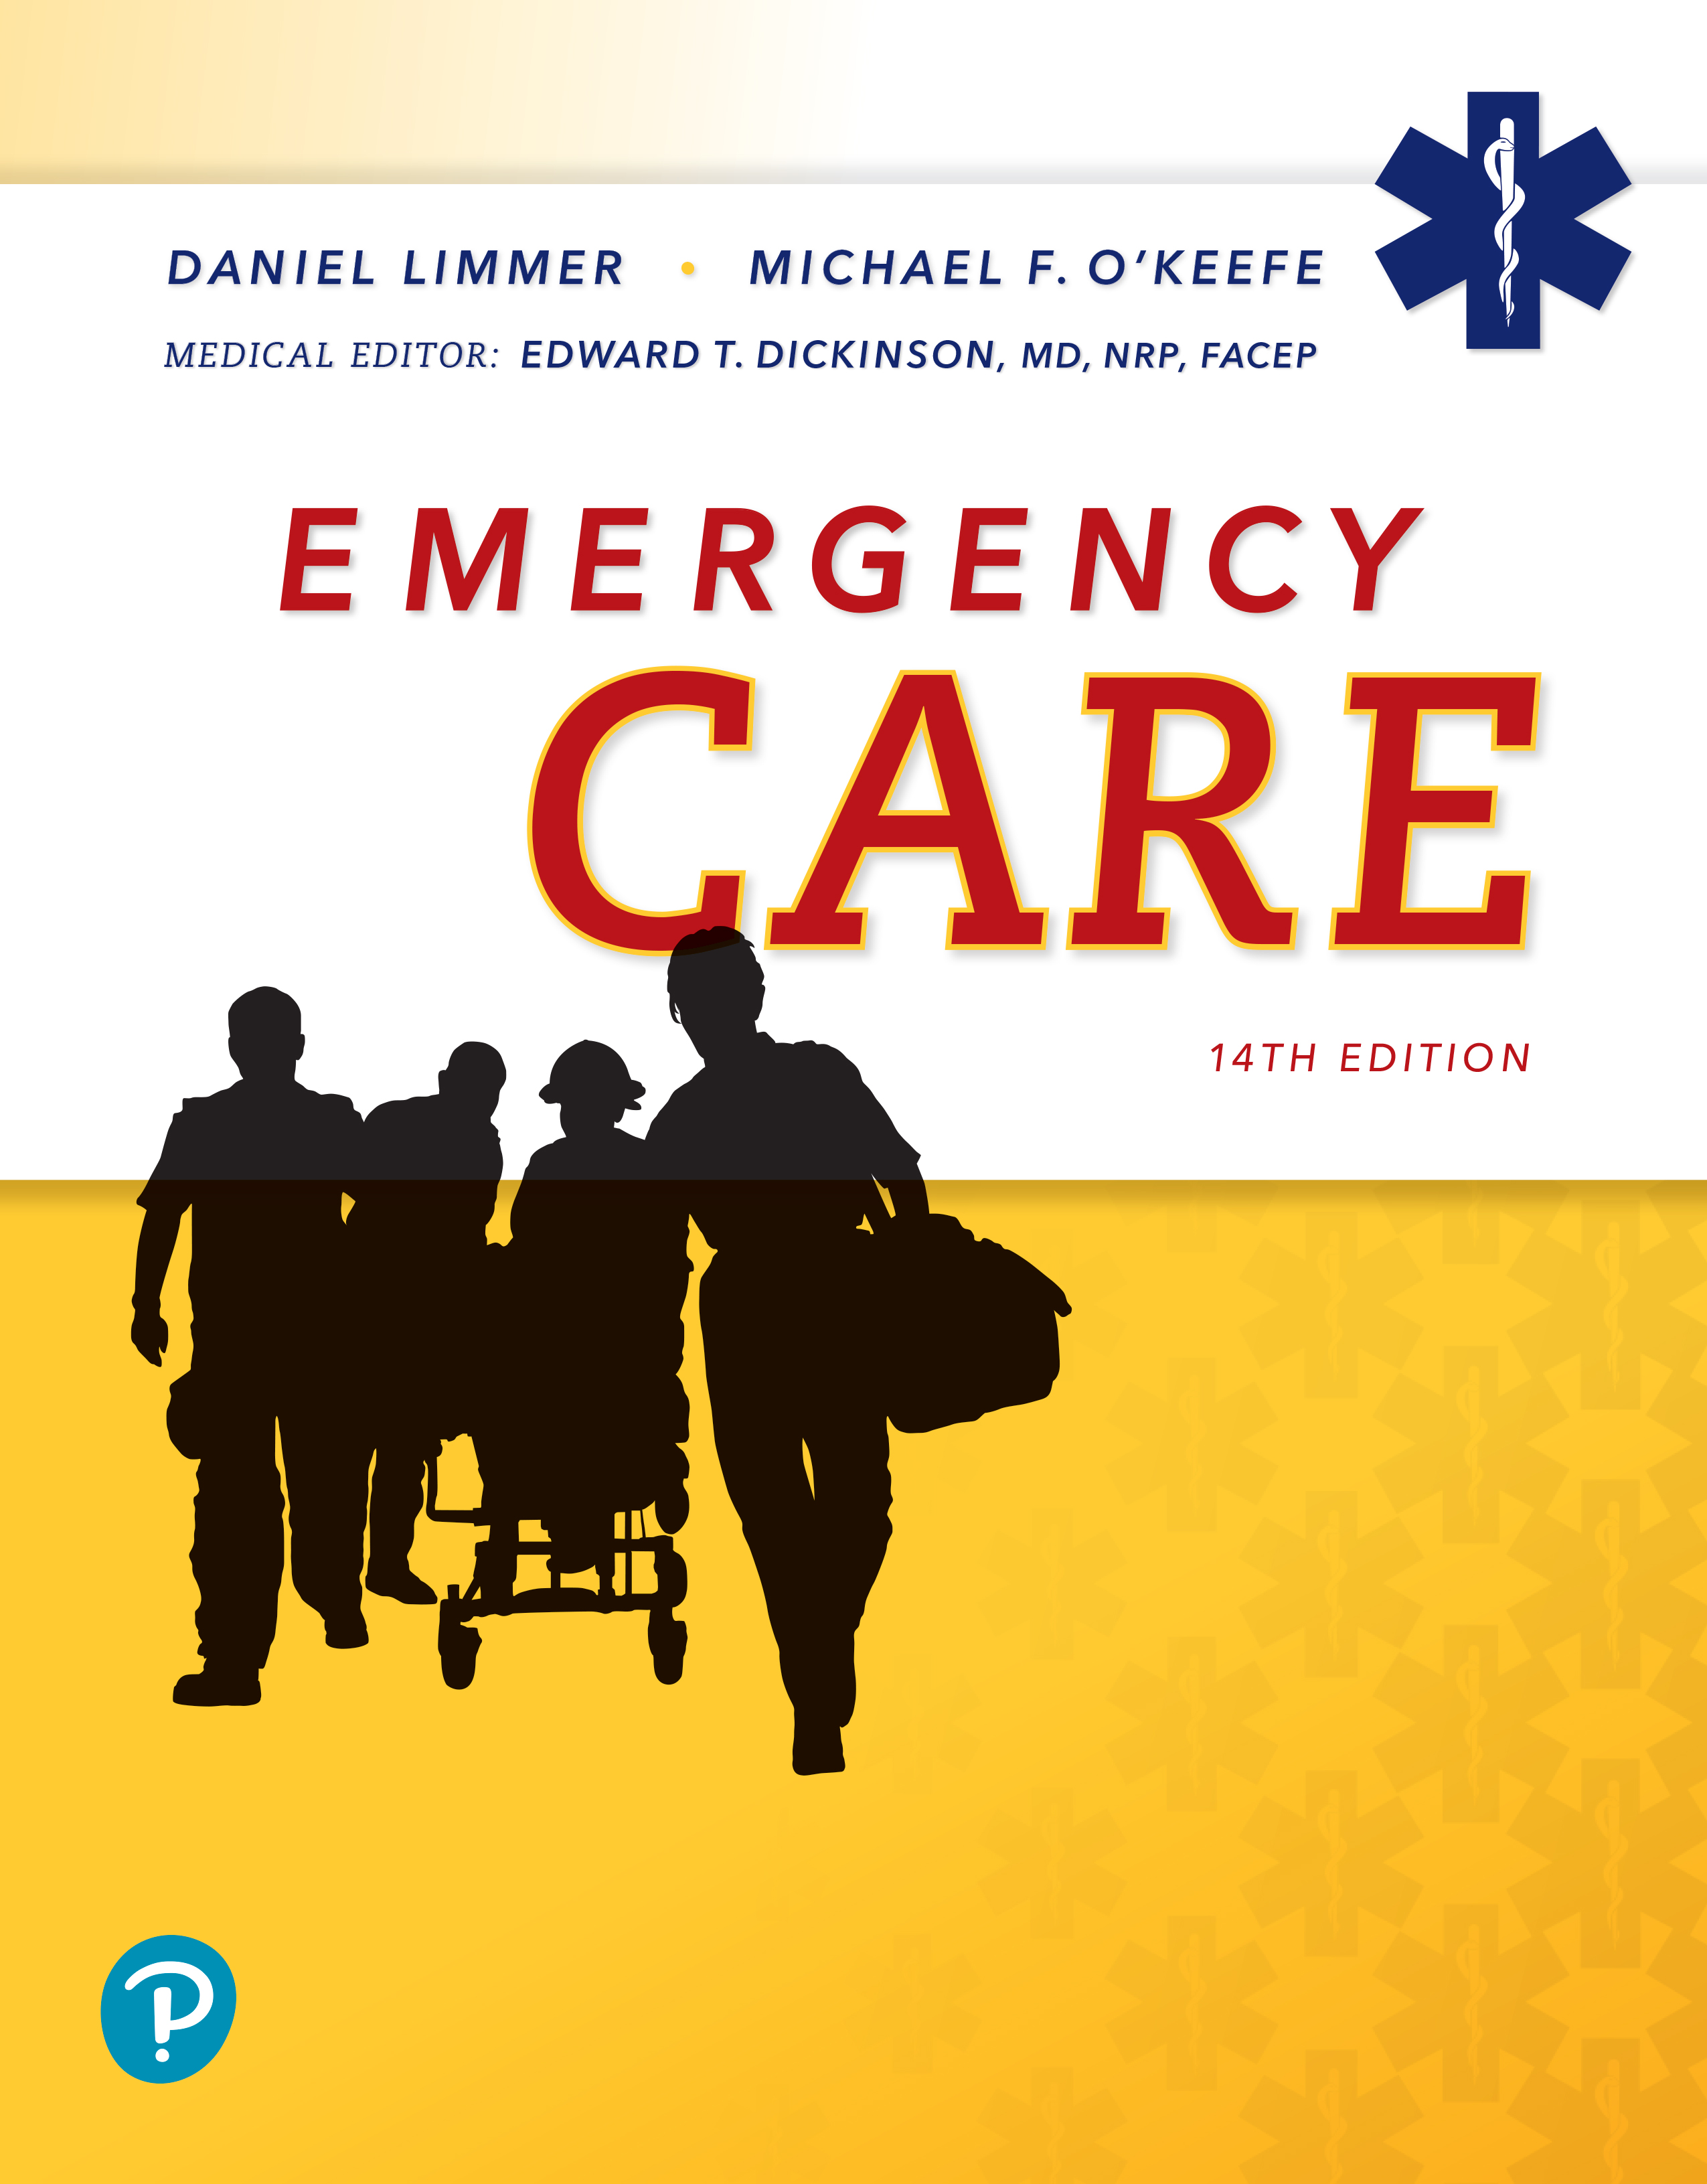 DANIEL LIMMER • MICHAEL F. O’KEEFE
MEDICAL EDITOR: EDWARD T. DICKINSON, MD, NRP, FACEP
EMERGENCY
CARE
14TH EDITION